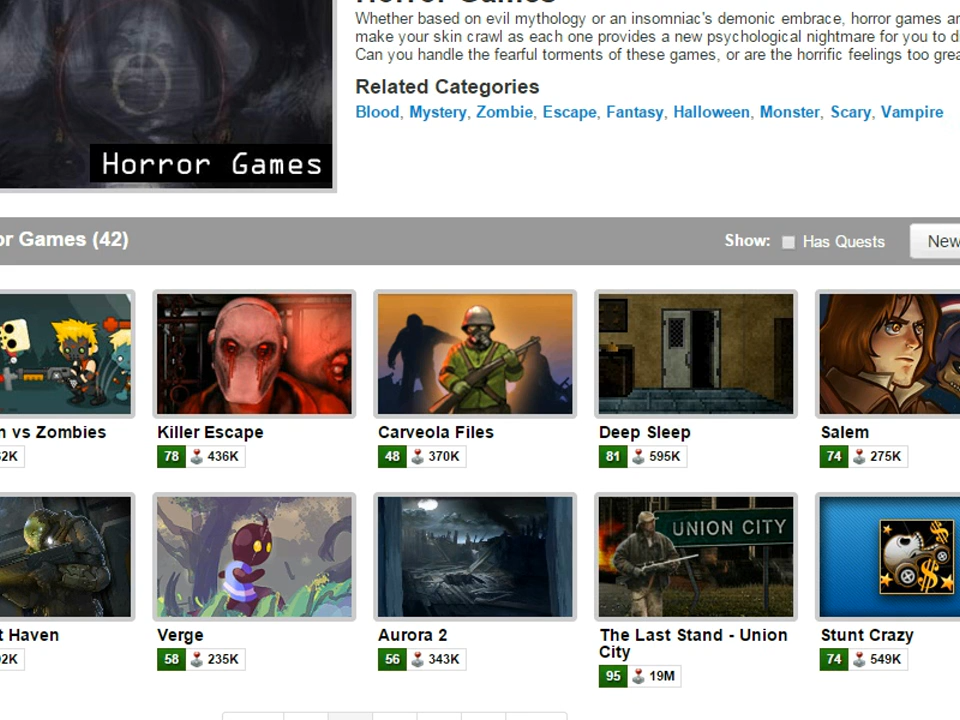 Horror Games
Whether based on evil mythology or an insomniac's demonic embrace, horror games
make your skin crawl as each one provides a new psychological nightmare for you to
Can you handle the fearful torments of these games, or are the horrific feelings too
Related Categories
Blood, Mystery, Zombie, Escape, Fantasy, Halloween, Monster, Scary, Vampire
Horror Games
Games (42)
Show: Has Quests
New
vs Zombies
Killer Escape
Carveola Files
Deep Sleep
Salem
78 436K
48 370K
81 595K
74 275K
UNION CITY
Haven
Verge
Aurora 2
The Last Stand - Union
City
Stunt Crazy
58 235K
56 343K
95 19M
74 549K